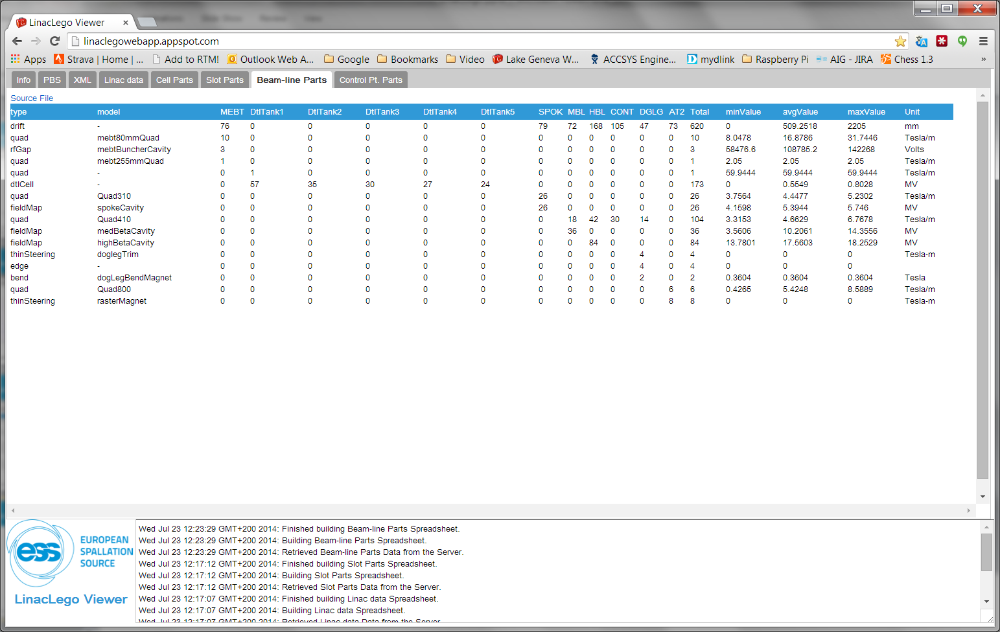 LinacLego Viewer
linaclegowebapp.appspot.com
Apps Strava | Home | ... Add to RTM! Outlook Web A... Google Bookmarks Video Lake Geneva W... ACCSYS Engine... mydlink Raspberry Pi AIG - JIRA Chess 1.3 »
Info PBS XML Linac data Cell Parts Slot Parts Beam-line Parts Control Pt. Parts
Source File
type model MEBT DtlTank1 DtlTank2 DtlTank3 DtlTank4 DtlTank5 SPOK MBL HBL CONT DGLG AT2 Total minValue avgValue maxValue Unit
drift - 76 0 0 0 0 0 79 72 168 105 47 73 620 0 509.2518 2205 mm
quad mebt80mmQuad 10 0 0 0 0 0 0 0 0 0 0 0 10 8.0478 16.8786 31.7446 Tesla/m
rfGap mebtBuncherCavity 3 0 0 0 0 0 0 0 0 0 0 0 3 58476.6 108785.2 142268 Volts
quad mebt255mmQuad 1 0 0 0 0 0 0 0 0 0 0 0 1 2.05 2.05 2.05 Tesla/m
quad - 0 1 0 0 0 0 0 0 0 0 0 0 1 59.9444 59.9444 59.9444 Tesla/m
dtlCell - 0 57 35 30 27 24 0 0 0 0 0 0 173 0 0.5549 0.8028 MV
quad Quad310 0 0 0 0 0 0 26 0 0 0 0 0 26 3.7564 4.4477 5.2302 Tesla/m
fieldMap spokeCavity 0 0 0 0 0 0 26 0 0 0 0 0 26 4.1598 5.3944 5.746 MV
quad Quad410 0 0 0 0 0 0 0 18 42 30 14 0 104 3.3153 4.6629 6.7678 Tesla/m
fieldMap medBetaCavity 0 0 0 0 0 0 0 36 0 0 0 0 36 3.5606 10.2061 14.3556 MV
fieldMap highBetaCavity 0 0 0 0 0 0 0 0 84 0 0 0 84 13.7801 17.5603 18.2529 MV
thinSteering doglegTrim 0 0 0 0 0 0 0 0 0 0 4 0 4 0 0 0 Tesla-m
edge - 0 0 0 0 0 0 0 0 0 0 4 0 4 0 0 0
bend dogLegBendMagnet 0 0 0 0 0 0 0 0 0 0 2 0 2 0.3604 0.3604 0.3604 Tesla
quad Quad800 0 0 0 0 0 0 0 0 0 0 0 6 6 0.4265 5.4248 8.5889 Tesla/m
thinSteering rasterMagnet 0 0 0 0 0 0 0 0 0 0 0 8 8 0 0 0 Tesla-m
ess
EUROPEAN
SPALLATION
SOURCE
LinacLego Viewer
Wed Jul 23 12:23:29 GMT+200 2014: Finished building Beam-line Parts Spreadsheet.
Wed Jul 23 12:23:29 GMT+200 2014: Building Beam-line Parts Spreadsheet.
Wed Jul 23 12:23:29 GMT+200 2014: Retrieved Beam-line Parts Data from the Server.
Wed Jul 23 12:17:12 GMT+200 2014: Finished building Slot Parts Spreadsheet.
Wed Jul 23 12:17:12 GMT+200 2014: Building Slot Parts Spreadsheet.
Wed Jul 23 12:17:12 GMT+200 2014: Retrieved Slot Parts Data from the Server.
Wed Jul 23 12:17:07 GMT+200 2014: Finished building Linac data Spreadsheet.
Wed Jul 23 12:17:07 GMT+200 2014: Building Linac data Spreadsheet.
Wed Jul 23 12:17:07 GMT+200 2014: Retrieved Linac data Data from the Server.